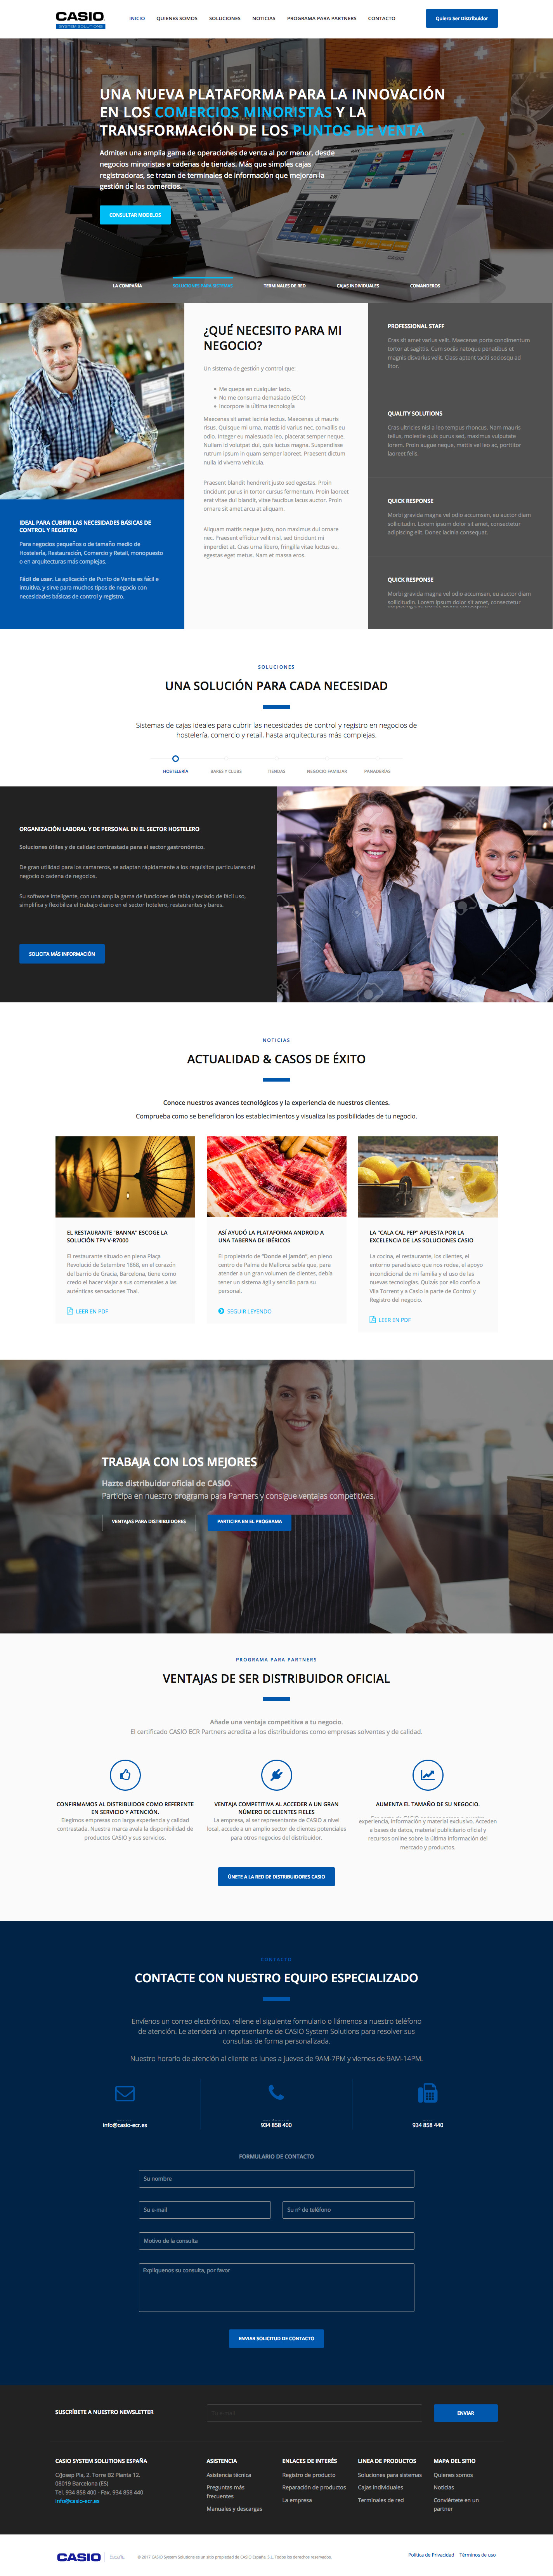 CASIO
SYSTEM SOLUTIONS
INICIO QUIENES SOMOS SOLUCIONES NOTICIAS PROGRAMA PARA PARTNERS CONTACTO
Quiero Ser Distribuidor
UNA NUEVA PLATAFORMA PARA LA INNOVACIÓN
EN LOS COMERCIOS MINORISTAS Y LA
TRANSFORMACIÓN DE LOS PUNTOS DE VENTA
Admiten una amplia gama de operaciones de venta al por menor, desde
negocios minoristas a cadenas de tiendas. Más que simples cajas
registradoras, se tratan de terminales de información que mejoran la
gestión de los comercios.
CONSULTAR MODELOS
LA COMPAÑÍA SOLUCIONES PARA SECTORES TERMINALES DE RED CAJAS INDIVIDUALES COMANDEROS
IDEAL PARA CUBRIR LAS NECESIDADES BÁSICAS DE
CONTROL Y REGISTRO
Para negocios pequeños o de tamaño medio de
Hostelería, Restauración, Comercio y Retail, monopuesto
o en arquitecturas más complejas.
Fácil de usar. La aplicación de Punto de Venta es fácil e
intuitiva, y sirve para muchos tipos de negocio con
necesidades básicas de control y registro.
¿QUÉ NECESITO PARA MI
NEGOCIO?
Un sistema de gestión y control que:
Me quepa en cualquier lado.
No me consuma demasiado (ECO)
Incorpore la última tecnología
Maecenas sit amet lacinia lectus. Maecenas ut mauris
risus. Quisque mi urna, mattis id varius nec, convallis eu
odio. Integer eu malesuada leo, placerat semper neque.
Nullam id volutpat dui, quis luctus magna. Suspendisse
rutrum ipsum in quam semper laoreet. Praesent dictum
nulla id viverra vehicula.
Praesent blandit hendrerit justo sed egestas. Proin
tincidunt purus in tortor cursus fermentum. Proin laoreet
erat vitae dui blandit, vitae faucibus lacus auctor. Proin
ornare sit amet arcu at aliquam.
Aliquam mattis neque justo, non maximus dui ornare
nec. Praesent efficitur velit nisl, sed tincidunt mi
imperdiet at. Cras urna libero, fringilla vitae luctus eu,
egestas eget metus. Nam et massa eros.
PROFESSIONAL STAFF
Cras sit amet varius velit. Maecenas porta condimentum
tortor at sagittis. Cum sociis natoque penatibus et
magnis disvarius velit. Class aptent taciti sociosqu ad
litor.
QUALITY SOLUTIONS
Cras ultricies nisl a leo tempus rhoncus. Nam mauris
tellus, molestie quis purus sed, maximus vulputate
lorem. Proin augue neque, mattis vel leo ac, porttitor
laoreet felis.
QUICK RESPONSE
Morbi gravida magna vel odio accumsan, eu auctor diam
sollicitudin. Lorem ipsum dolor sit amet, consectetur
adipiscing elit. Donec lacinia consequat.
QUICK RESPONSE
Morbi gravida magna vel odio accumsan, eu auctor diam
sollicitudin. Lorem ipsum dolor sit amet, consectetur
SOLUCIONES
UNA SOLUCIÓN PARA CADA NECESIDAD
Sistemas de cajas ideales para cubrir las necesidades de control y registro en negocios de
hostelería, comercio y retail, hasta arquitecturas más complejas.
HOSTELERÍA BARES Y CLUBS TIENDAS NEGOCIO FAMILIAR PANADERÍAS
ORGANIZACIÓN LABORAL Y DE PERSONAL EN EL SECTOR HOSTELERO
Soluciones útiles y de calidad contrastada para el sector gastronómico.
De gran utilidad para los camareros, se adaptan rápidamente a los requisitos particulares del
negocio o cadena de negocios.
Su software inteligente, con una amplia gama de funciones de tabla y teclado de fácil uso,
simplifica y flexibiliza el trabajo diario en el sector hotelero, restaurantes y bares.
SOLICITA MÁS INFORMACIÓN
NOTICIAS
ACTUALIDAD & CASOS DE ÉXITO
Conoce nuestros avances tecnológicos y la experiencia de nuestros clientes.
Comprueba como se beneficiaron los establecimientos y visualiza las posibilidades de tu negocio.
EL RESTAURANTE "BANNA" ESCOGE LA
SOLUCIÓN TPV V-R7000
El restaurante situado en plena Plaça
Revolució de Setembre 1868, en el corazón
del barrio de Gracia, Barcelona, tiene como
credo el hacer viajar a sus comensales a las
auténticas sensaciones Thai.
LEER EN PDF
ASÍ AYUDÓ LA PLATAFORMA ANDROID A
UNA TABERNA DE IBÉRICOS
El propietario de "Donde el jamón", en pleno
centro de Palma de Mallorca sabía que, para
atender a un gran volumen de clientes, debía
tener un sistema ágil y sencillo para su
personal.
SEGUIR LEYENDO
LA "CALA CAL PEP" APUESTA POR LA
EXCELENCIA DE LAS SOLUCIONES CASIO
La cocina, el restaurante, los clientes, el
entorno paradisiaco que nos rodea, el apoyo
incondicional de mi familia y el uso de las
nuevas tecnologías. Quizás por ello confío a
Vila Torrent y a Casio la parte de Control y
Registro del negocio.
LEER EN PDF
TRABAJA CON LOS MEJORES
Hazte distribuidor oficial de CASIO.
Participa en nuestro programa para Partners y consigue ventajas competitivas.
VENTAJAS PARA DISTRIBUIDORES
PARTICIPA EN EL PROGRAMA
PROGRAMA PARA PARTNERS
VENTAJAS DE SER DISTRIBUIDOR OFICIAL
Añade una ventaja competitiva a tu negocio.
El certificado CASIO ECR Partners acredita a los distribuidores como empresas solventes y de calidad.
CONFIRMAMOS AL DISTRIBUIDOR COMO REFERENTE
EN SERVICIO Y ATENCIÓN.
Elegimos empresas con larga experiencia y calidad
contrastada. Nuestra marca avala la disponibilidad de
productos CASIO y sus servicios.
VENTAJA COMPETITIVA AL ACCEDER A UN GRAN
NÚMERO DE CLIENTES FIELES
La empresa, al ser representante de CASIO a nivel
local, accede a un amplio sector de clientes potenciales
para otros negocios del distribuidor.
AUMENTA EL TAMAÑO DE SU NEGOCIO.
experiencia, información y material exclusivo. Acceden
a bases de datos, material publicitario oficial y
recursos online sobre la última información del
mercado y productos.
ÚNETE A LA RED DE DISTRIBUIDORES CASIO
CONTACTO
CONTACTE CON NUESTRO EQUIPO ESPECIALIZADO
Envíenos un correo electrónico, rellene el siguiente formulario o llámenos a nuestro teléfono
de atención. Le atenderá un representante de CASIO System Solutions para resolver sus
consultas de forma personalizada.
Nuestro horario de atención al cliente es lunes a jueves de 9AM-7PM y viernes de 9AM-14PM.
info@casio-ecr.es
934 858 400
934 858 440
FORMULARIO DE CONTACTO
Su nombre
Su e-mail
Su nº de teléfono
Motivo de la consulta
Explíquenos su consulta, por favor
ENVIAR SOLICITUD DE CONTACTO
SUSCRÍBETE A NUESTRO NEWSLETTER
ENVIAR
CASIO SYSTEM SOLUTIONS ESPAÑA
C/Josep Pla, 2. Torre B2 Planta 12.
08019 Barcelona (ES)
Tel. 934 858 400 - Fax. 934 858 440
info@casio-ecr.es
ASISTENCIA
Asistencia técnica
Preguntas más
frecuentes
Manuales y descargas
ENLACES DE INTERÉS
Registro de producto
Reparación de productos
La empresa
LINEA DE PRODUCTOS
Soluciones para sistemas
Cajas individuales
Terminales de red
MAPA DEL SITIO
Quienes somos
Noticias
Conviértete en un
partner
CASIO España
© 2017 CASIO System Solutions es un sitio propiedad de CASIO España, S.L. Todos los derechos reservados.
Política de Privacidad Términos de uso